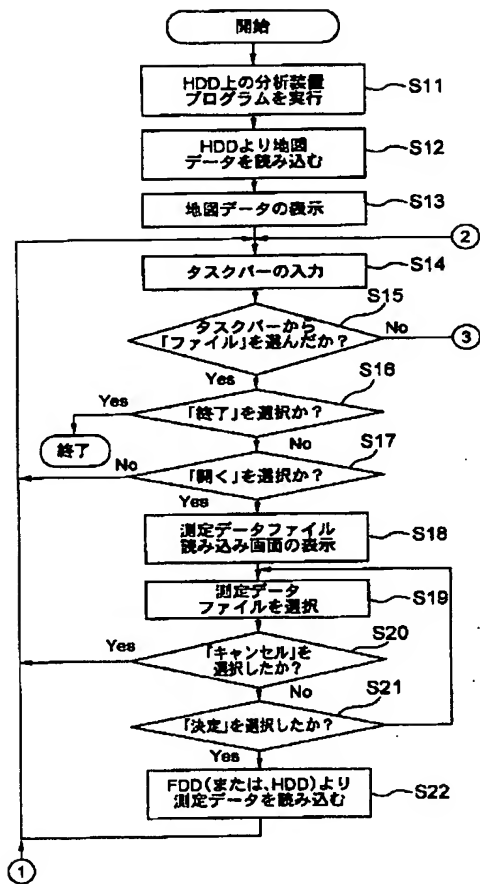 開始
HDD上の分析装置
プログラムを実行
S11
HDDより地図
データを読み込む
S12
地図データの表示
S13
2
タスクバーの入力
S14
S15
タスクバーから
「ファイル」を選んだか?
No
3
Yes
S16
Yes
「終了」を選択か?
終了
No
S17
No
「開く」を選択か?
Yes
測定データファイル
読み込み画面の表示
S18
測定データ
ファイルを選択
S19
S20
Yes
「キャンセル」を
選択したか?
No
S21
「決定」を選択したか?
Yes
FDD(または、HDD)より
測定データを読み込む
S22
1